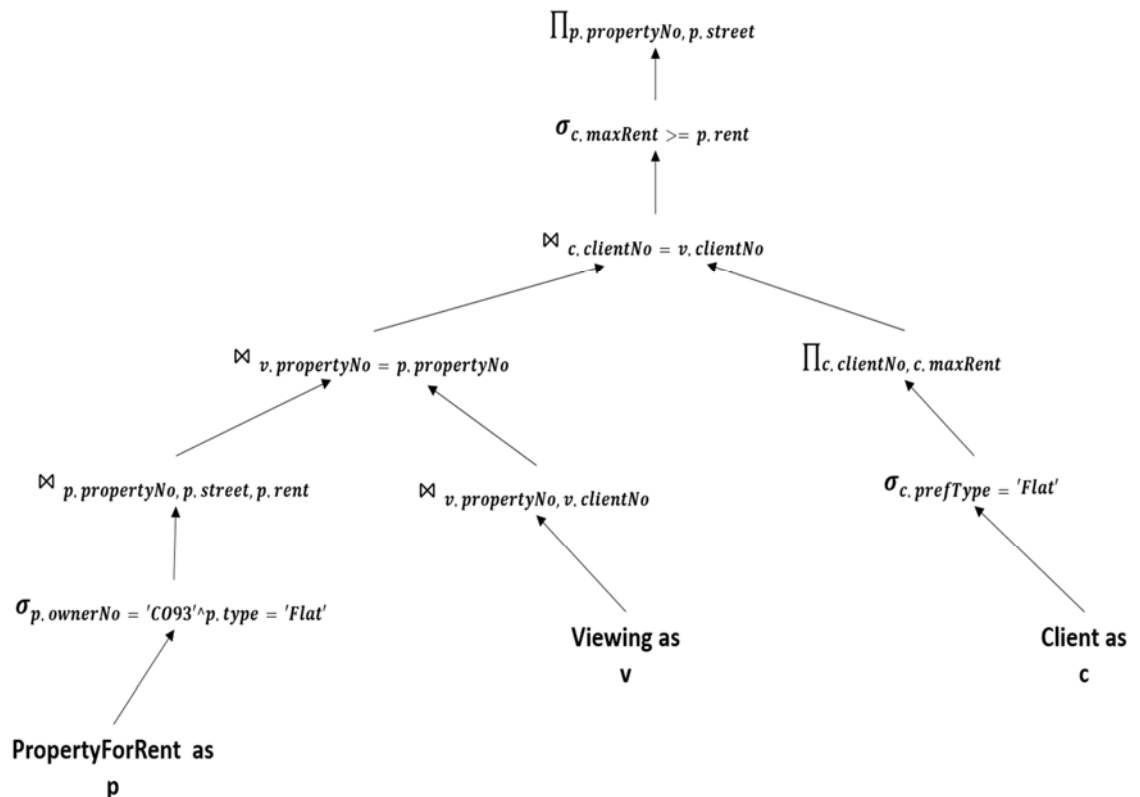 ∏p.propertyNo, p.street
σc.maxRent >= p.rent
⋈ c.clientNo = v.clientNo
⋈ v.propertyNo = p.propertyNo
∏c.clientNo, c.maxRent
⋈ p.propertyNo, p.street, p.rent
⋈ v.propertyNo, v.clientNo
σc.prefType = 'Flat'
σp.ownerNo = 'CO93'^p.type = 'Flat'
Viewing as
v
Client as
c
PropertyForRent as
p